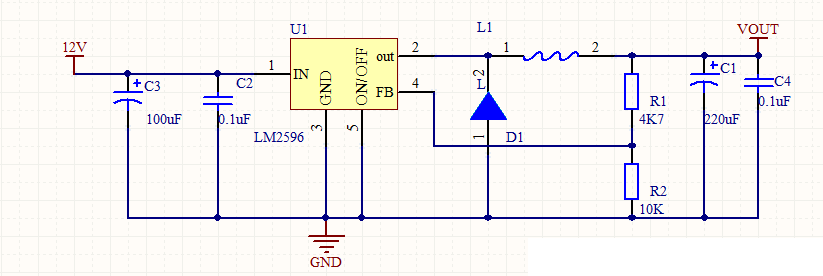 U1
L1
VOUT
12V
1
IN
GND
ON/OFF
out
FB
2
4
1
2
2
C3
100uF
C2
0.1uF
LM2596
3
5
1
D1
R1
4K7
R2
10K
C1
220uF
C4
0.1uF
GND